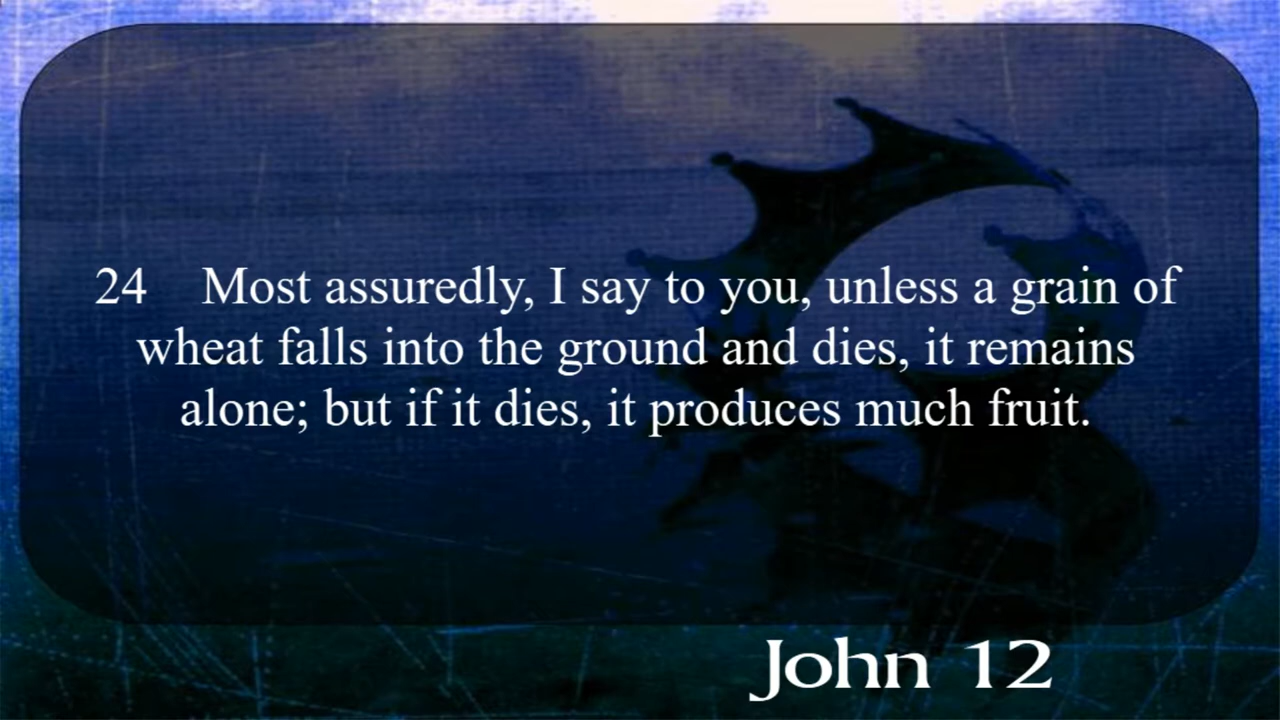 24 Most assuredly, I say to you, unless a grain of
wheat falls into the ground and dies, it remains
alone; but if it dies, it produces much fruit.
John 12